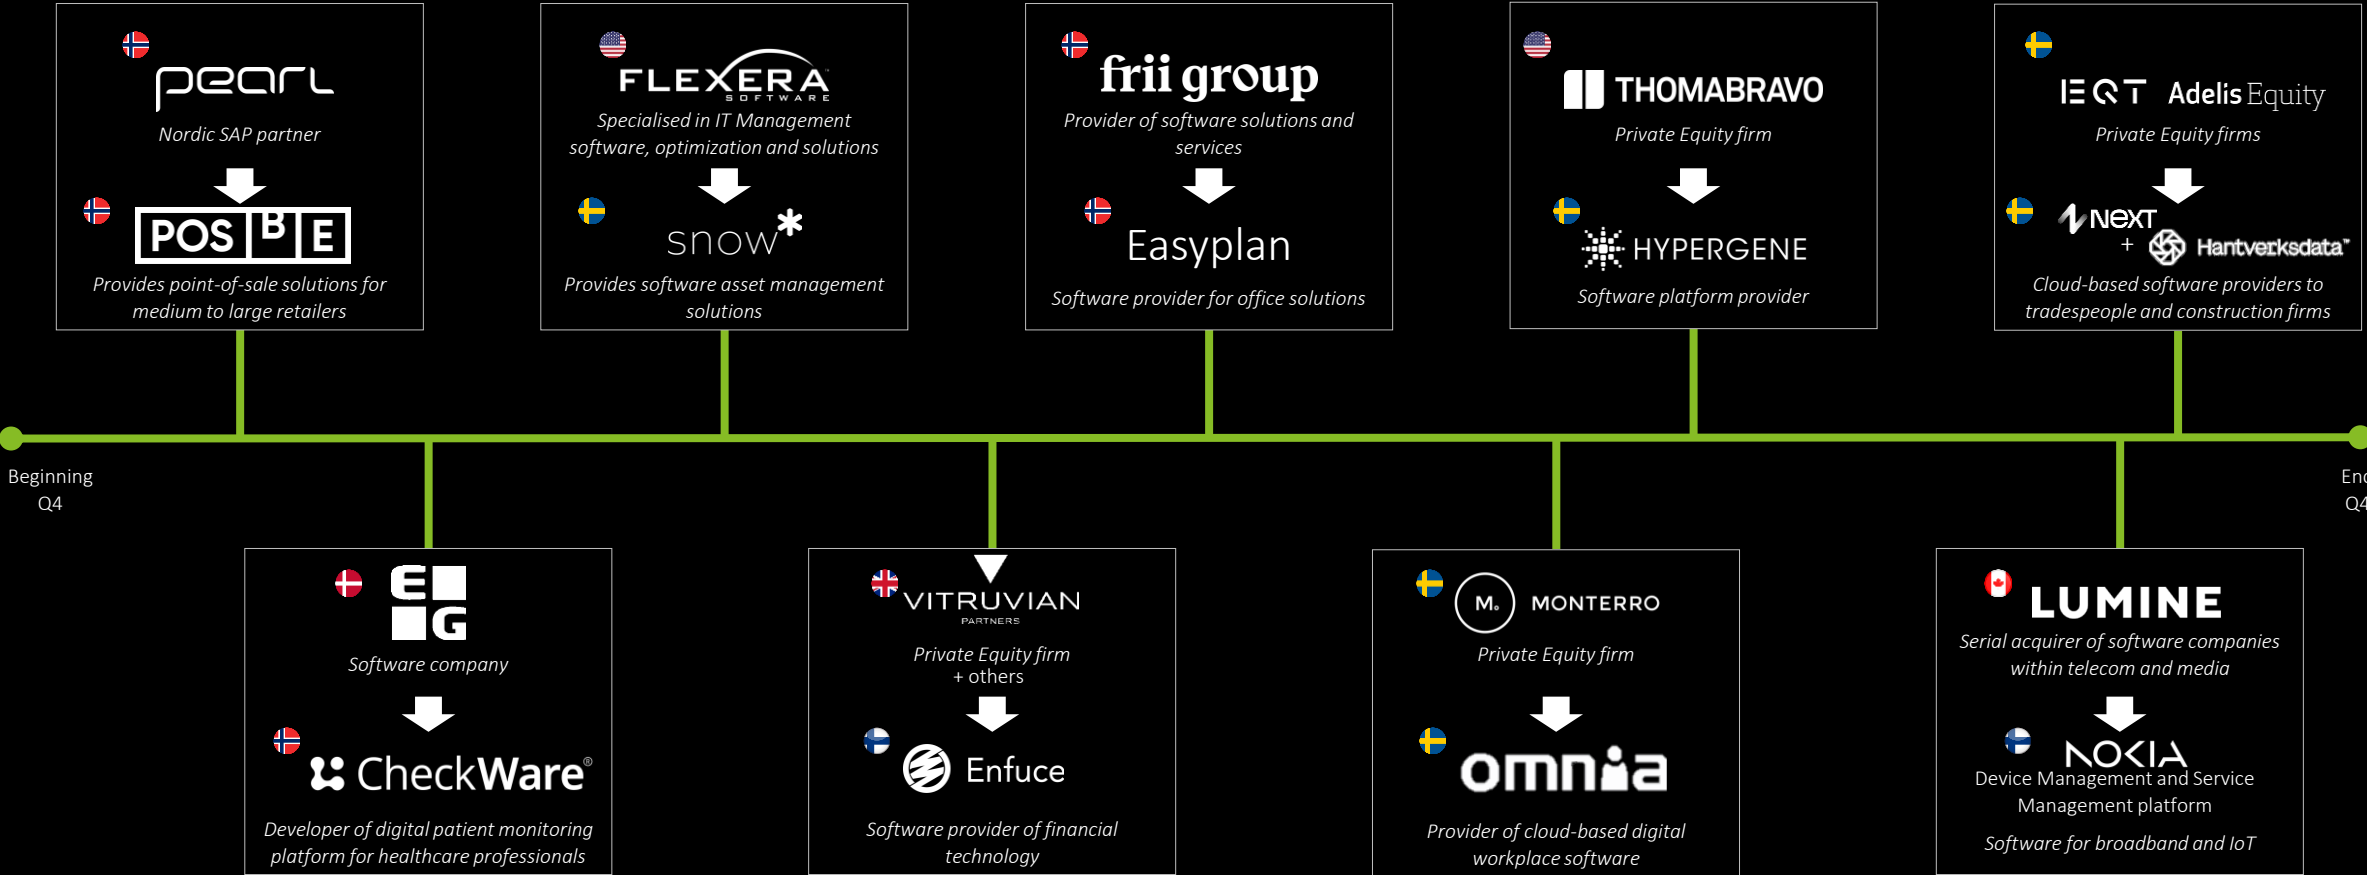 pearl
Nordic SAP partner
POS B E
Provides point-of-sale solutions for
medium to large retailers
FLEXERA
SOFTWARE
Specialised in IT Management
software, optimization and solutions
snow*
Provides software asset management
solutions
frii group
Provider of software solutions and
services
Easyplan
Software provider for office solutions
THOMABRAVO
Private Equity firm
HYPERGENE
Software platform provider
EQT Adelis Equity
Private Equity firms
NEXT
+ Hantverksdata™
Cloud-based software providers to
tradespeople and construction firms
Beginning
Q4
End
Q4
E
G
Software company
CheckWare®
Developer of digital patient monitoring
platform for healthcare professionals
VITRUVIAN
PARTNERS
Private Equity firm
+ others
Enfuce
Software provider of financial
technology
M. MONTERRO
Private Equity firm
omnia
Provider of cloud-based digital
workplace software
LUMINE
Serial acquirer of software companies
within telecom and media
NOKIA
Device Management and Service
Management platform
Software for broadband and IoT